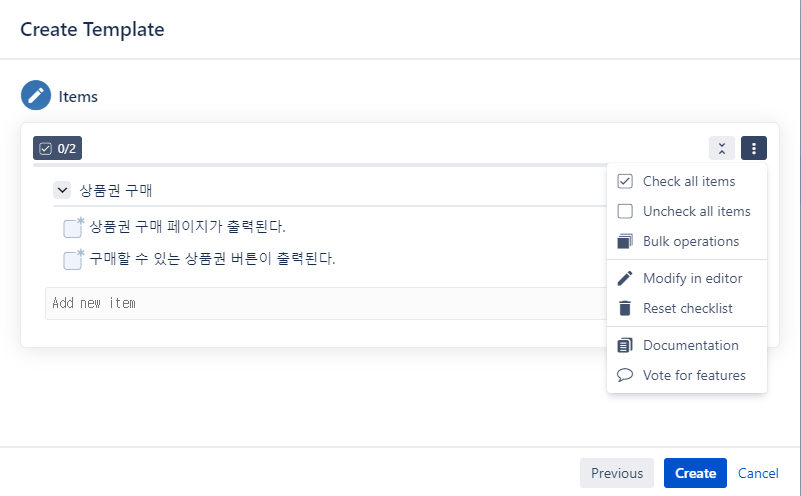 Create Template
Items
0/2
상품권 구매
* 상품권 구매 페이지가 출력된다.
* 구매할 수 있는 상품권 버튼이 출력된다.
Add new item
Check all items
Uncheck all items
Bulk operations
Modify in editor
Reset checklist
Documentation
Vote for features
Previous Create Cancel